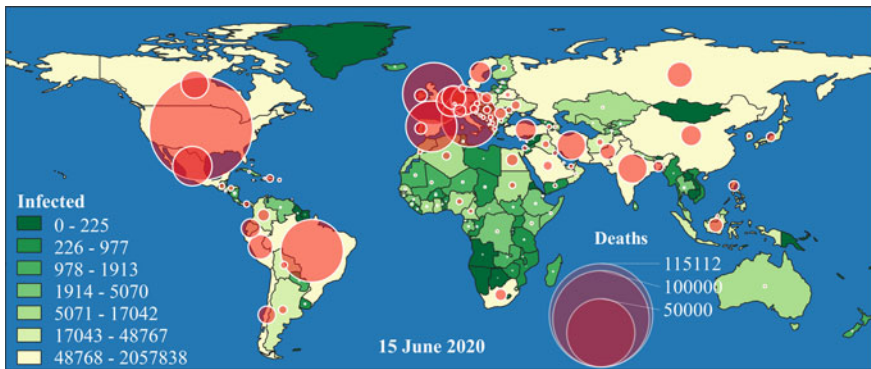 Infected
0 - 225
226 - 977
978 - 1913
1914 - 5070
5071 - 17042
17043 - 48767
48768 - 2057838
15 June 2020
Deaths
115112
100000
50000